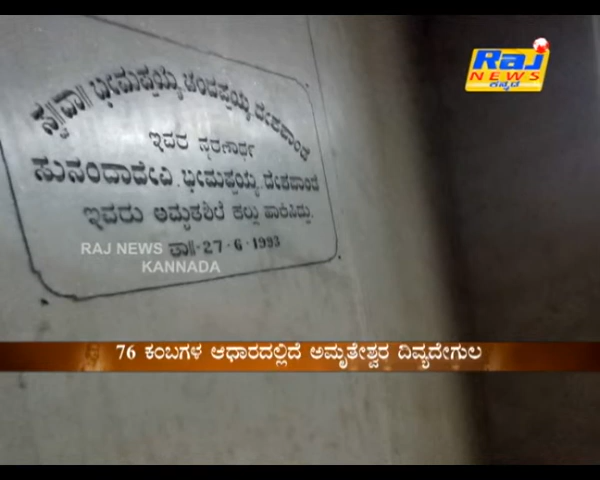 Raj
NEWS
ಕನ್ನಡ
ಸ್ವ||ವಾ|| ಭೀಮಪ್ಪಯ್ಯ ಚಂದಪ್ಪಯ್ಯ ದೇಶಪಾಂಡೆ
ಇವರ ಸ್ಮರಣಾರ್ಥ
ಸುನಂದಾದೇವಿ. ಭೀಮಪ್ಪಯ್ಯ. ದೇಶಪಾಂಡೆ
ಇವರು ಅಮೃತಶಿಲೆ ಕಲ್ಲು ಹಾಕಿಸಿದ್ದು.
ತಾ||-27-6-1993
RAJ NEWS
KANNADA
76 ಕಂಬಗಳ ಆಧಾರದಲ್ಲಿದೆ ಅಮೃತೇಶ್ವರ ದಿವ್ಯದೇಗುಲ